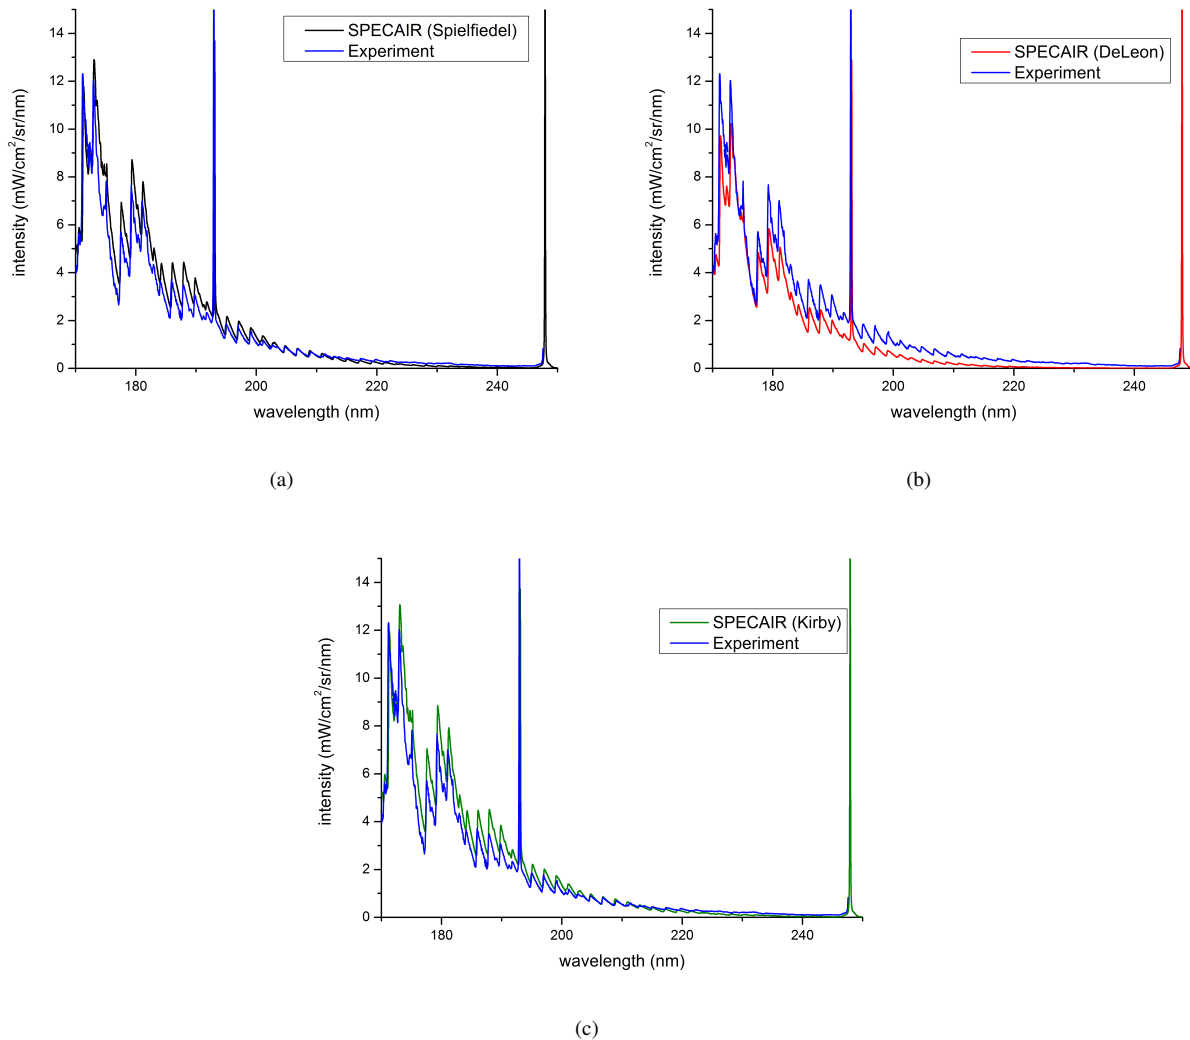 SPECAIR (Spielfiedel)
Experiment
14
12
10
8
6
4
2
0
intensity (mW/cm²/sr/nm)
180
200
220
240
wavelength (nm)
(a)
SPECAIR (DeLeon)
Experiment
14
12
10
8
6
4
2
0
intensity (mW/cm²/sr/nm)
180
200
220
240
wavelength (nm)
(b)
SPECAIR (Kirby)
Experiment
14
12
10
8
6
4
2
0
intensity (mW/cm²/sr/nm)
180
200
220
240
wavelength (nm)
(c)